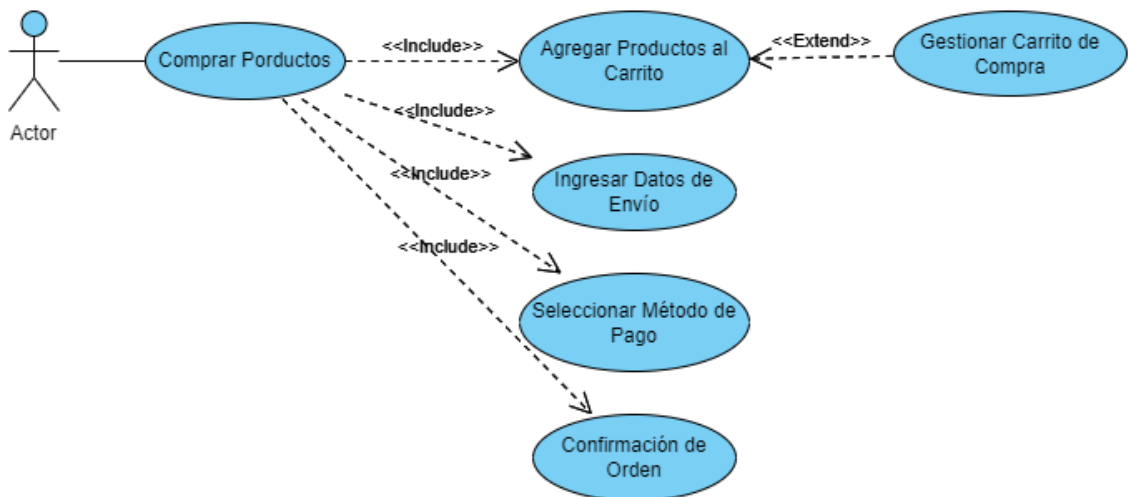 Actor
Comprar Porductos
<<Include>>
Agregar Productos al
Carrito
<<Extend>>
Gestionar Carrito de
Compra
<<Include>>
Ingresar Datos de
Envío
<<Include>>
Seleccionar Método de
Pago
<<Include>>
Confirmación de
Orden